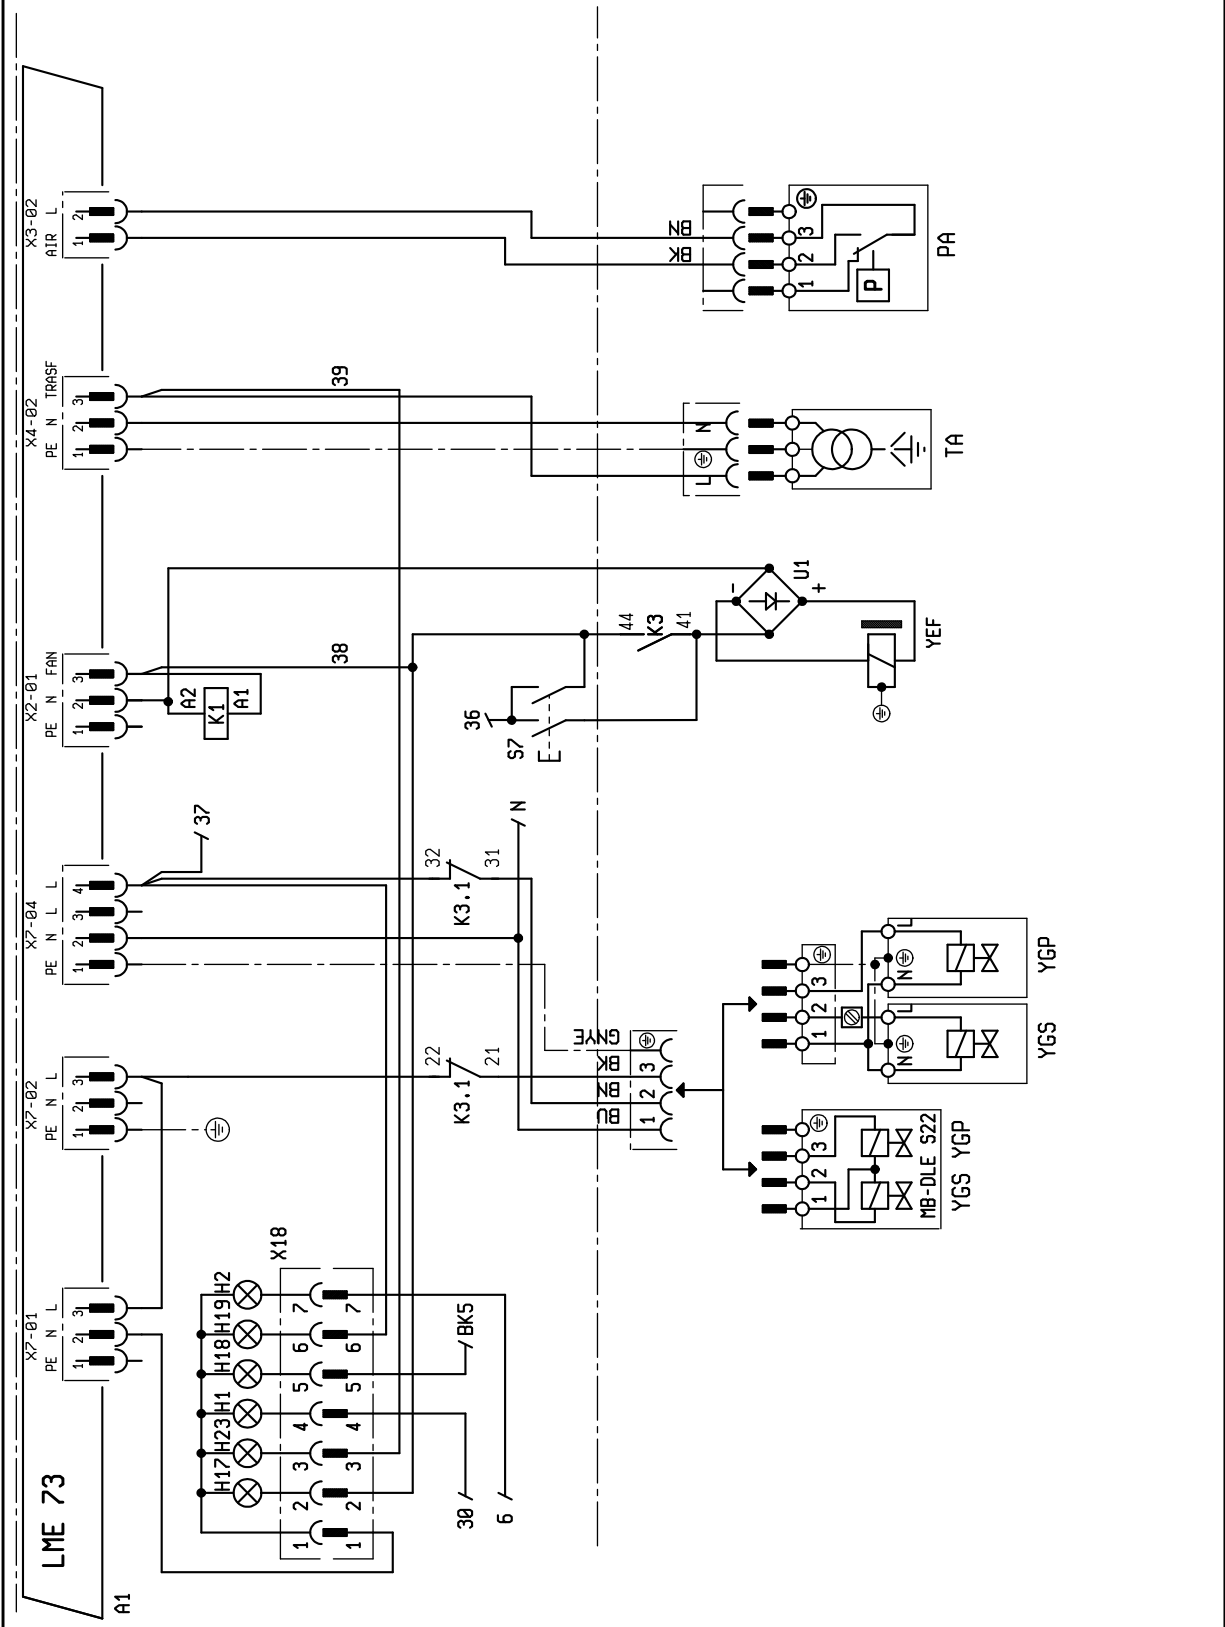 LME 73
A1
X7-01
PE N L
1 2 3
X7-02
PE N L
1 2 3
X7-04
PE N L L
1 2 3 4
X2-01
PE N FAN
1 2 3
X4-02
PE N TRASF
1 2 3
X3-02
AIR L
1 2
H17 H23 H1 H18 H19 H2
X18
1 2 3 4 5 6 7
1 2 3 4 5 6 7
37
A2
K1
A1
38
39
30
6
BK5
K3.1
22
21
K3.1
32
31
N
36
S7
44
K3
41
BU BN BK GNYE
1 2 3
L N
BK BN
- U1
+
YEF
TA
1 2 3
P
PA
1 2 3
MB-DLE S22
YGS YGP
1 2 3
N L
YGS
N L
YGP